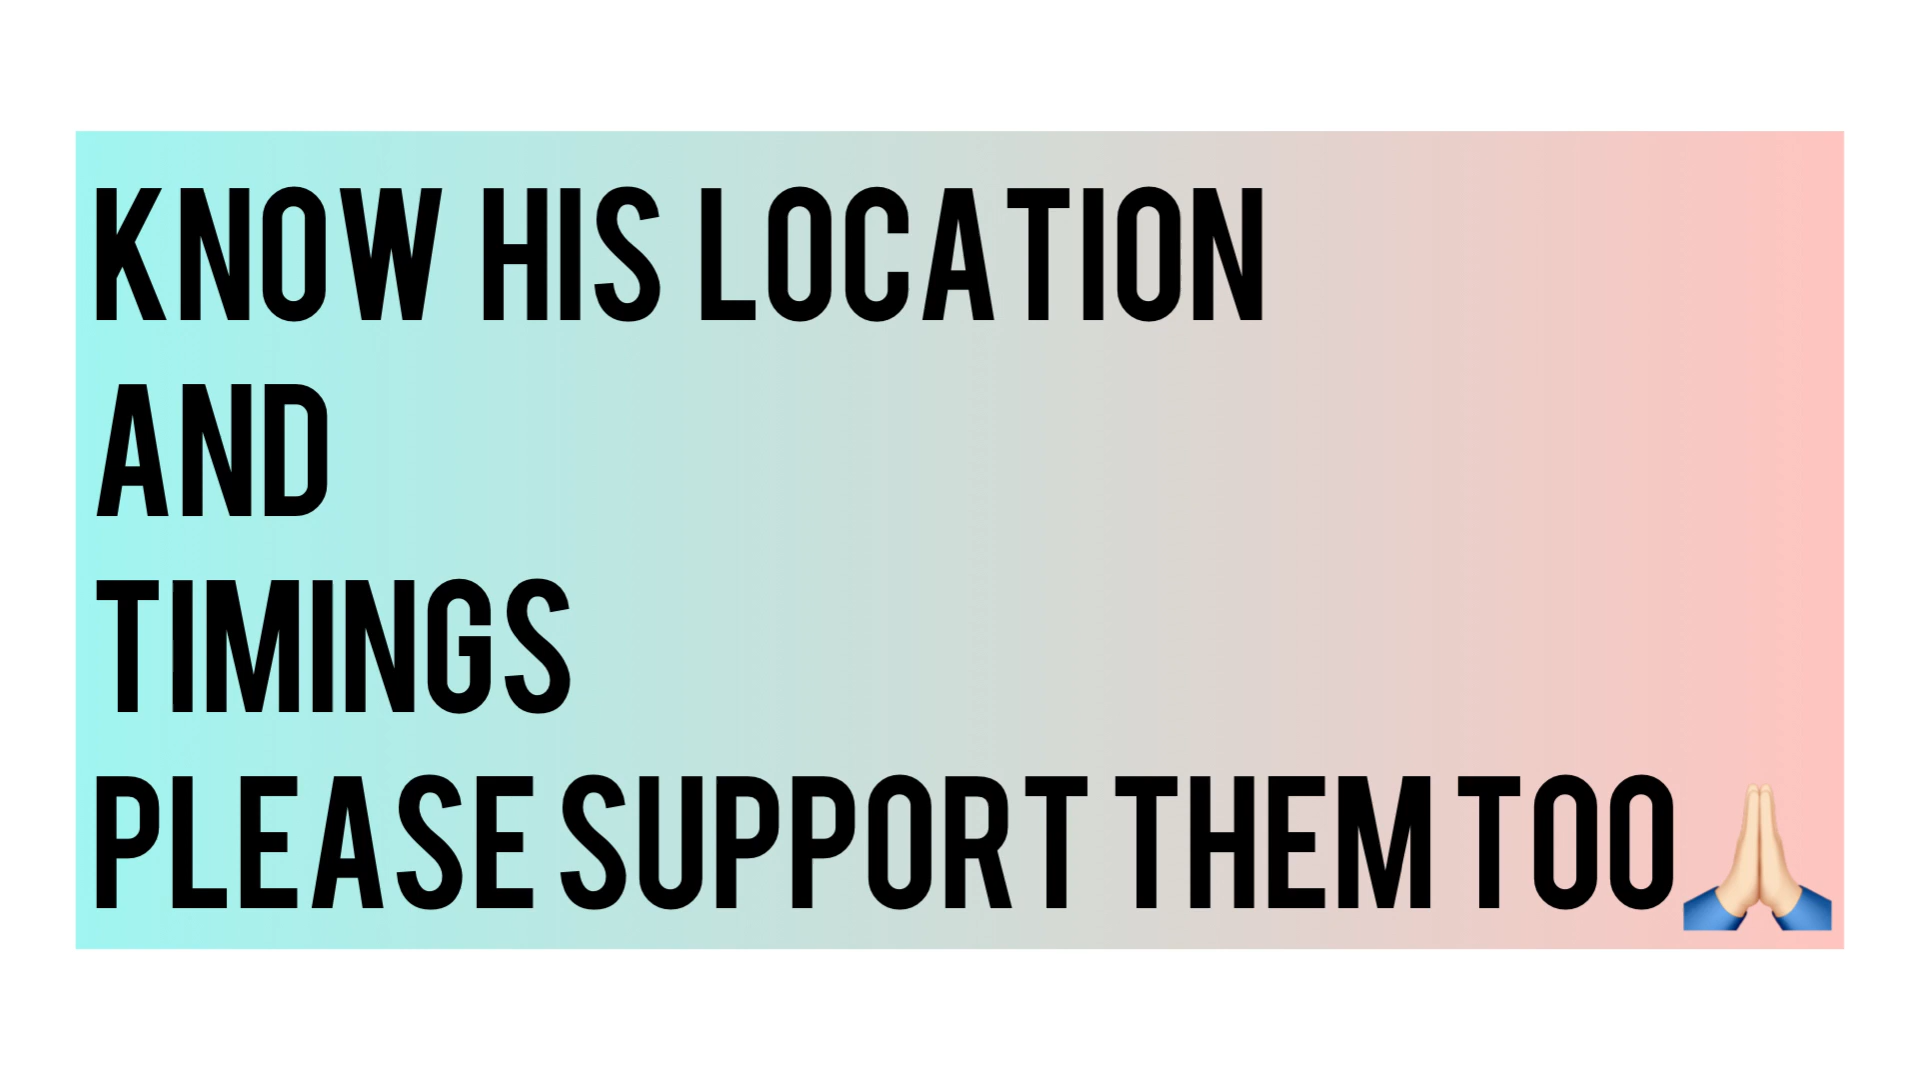 KNOW HIS LOCATION
AND
TIMINGS
PLEASE SUPPORT THEM TOO🙏🏻